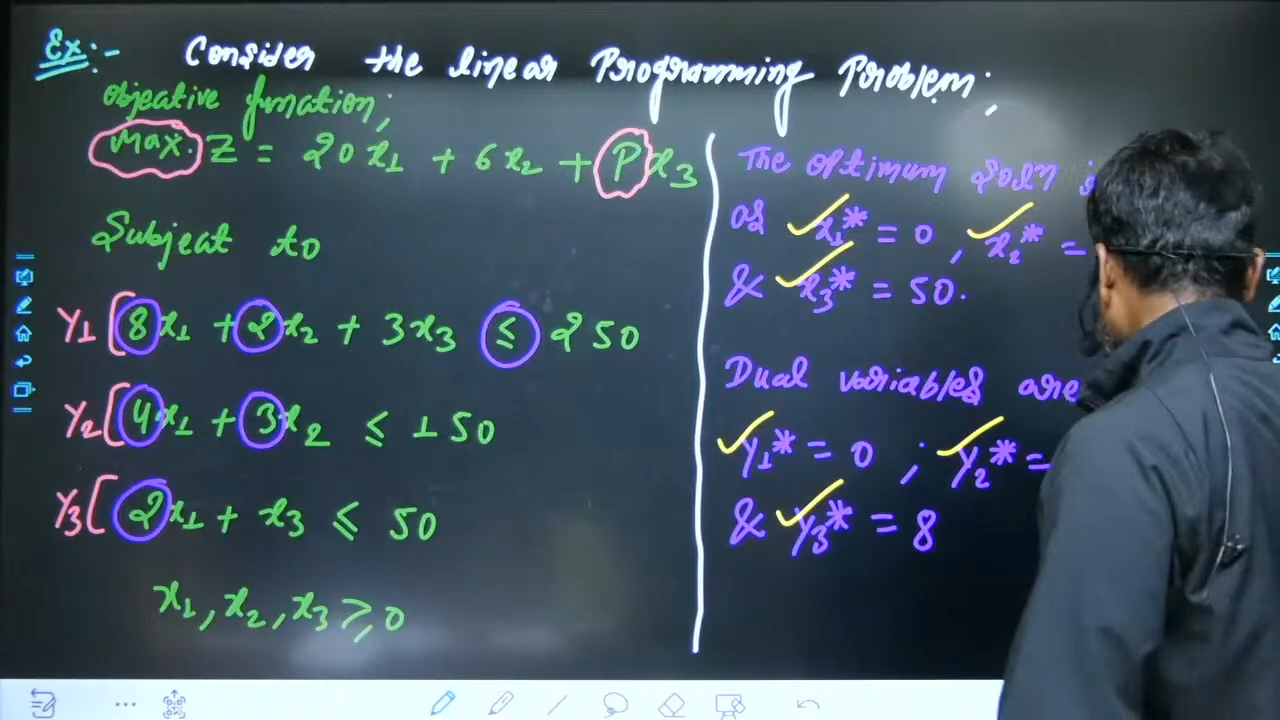 Ex:-
Consider the linear Programming Problem;
objective function;
Max. Z = 20x₁ + 6x₂ + Px₃
Subject to
Y₁[8x₁ + 2x₂ + 3x₃ ≤ 250
Y₂[4x₁ + 3x₂ ≤ 150
Y₃[2x₁ + x₃ ≤ 50
x₁, x₂, x₃ ≥ 0
The optimum Soln
as x₁* = 0, x₂* =
& x₃* = 50.
Dual variables are
Y₁* = 0 ; Y₂* =
& Y₃* = 8